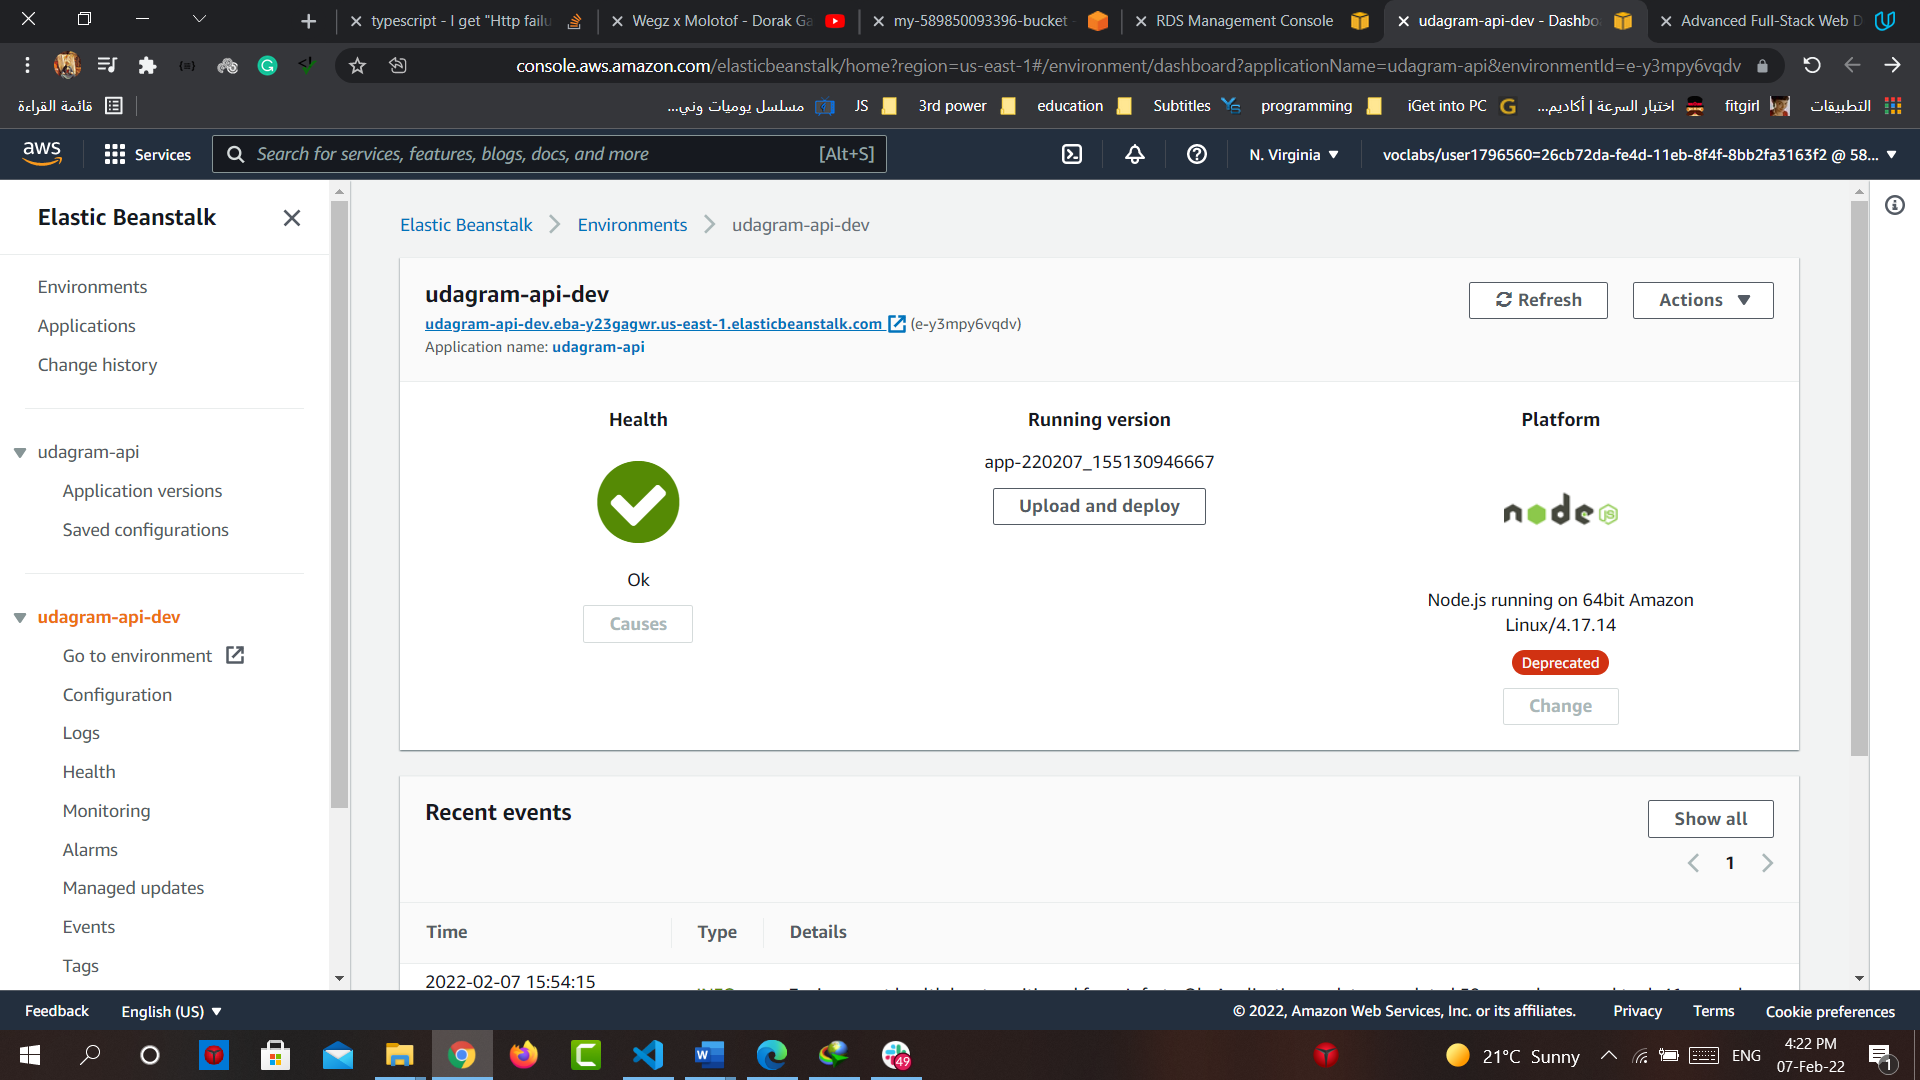 typescript - I get "Http failu
Wegz x Molotof - Dorak Ga
my-589850093396-bucket
RDS Management Console
udagram-api-dev - Dashbo
Advanced Full-Stack Web D
console.aws.amazon.com/elasticbeanstalk/home?region=us-east-1#/environment/dashboard?applicationName=udagram-api&environmentId=e-y3mpy6vqdv
قائمة القراءة
مسلسل يوميات وني...
JS
3rd power
education
Subtitles
programming
iGet into PC
اختبار السرعة | أكاديم...
fitgirl
التطبيقات
aws
Services
Search for services, features, blogs, docs, and more
[Alt+S]
N. Virginia
voclabs/user1796560=26cb72da-fe4d-11eb-8f4f-8bb2fa3163f2 @ 58...
Elastic Beanstalk
Environments
Applications
Change history
udagram-api
Application versions
Saved configurations
udagram-api-dev
Go to environment
Configuration
Logs
Health
Monitoring
Alarms
Managed updates
Events
Tags
Elastic Beanstalk
Environments
udagram-api-dev
udagram-api-dev
udagram-api-dev.eba-y23gagwr.us-east-1.elasticbeanstalk.com (e-y3mpy6vqdv)
Application name: udagram-api
Refresh
Actions
Health
Ok
Causes
Running version
app-220207_155130946667
Upload and deploy
Platform
node JS
Node.js running on 64bit Amazon
Linux/4.17.14
Deprecated
Change
Recent events
Show all
1
Time
Type
Details
2022-02-07 15:54:15
Feedback
English (US)
© 2022, Amazon Web Services, Inc. or its affiliates.
Privacy
Terms
Cookie preferences
49
21°C Sunny
ENG
4:22 PM
07-Feb-22
1